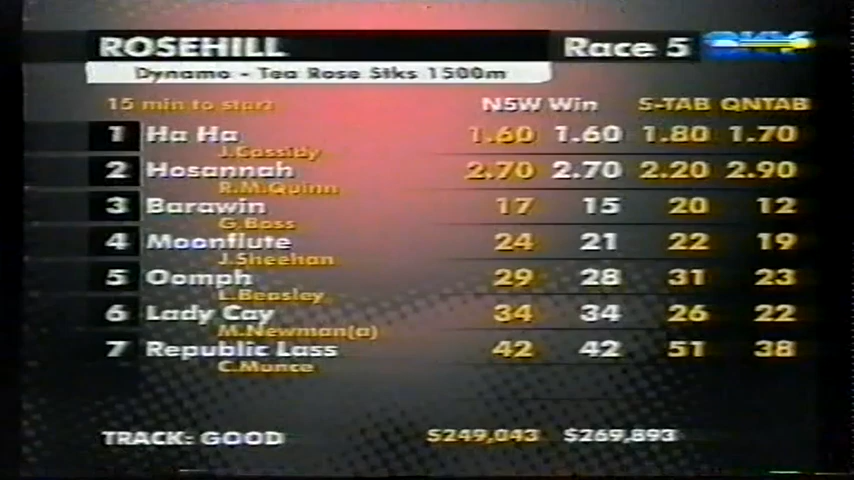 ROSEHILL Race 5
Dynamo - Tea Rose Stks 1500m
15 min to start NSW Win S-TAB QNTAB
1 Ha Ha 1.60 1.60 1.80 1.70
J.Cassidy
2 Hosannah 2.70 2.70 2.20 2.90
R.M.Quinn
3 Barawin 17 15 20 12
G.Boss
4 Moonflute 24 21 22 19
J.Sheehan
5 Oomph 29 28 31 23
L.Beasley
6 Lady Cay 34 34 26 22
M.Newman(a)
7 Republic Lass 42 42 51 38
C.Munce
TRACK: GOOD $249,043 $269,893